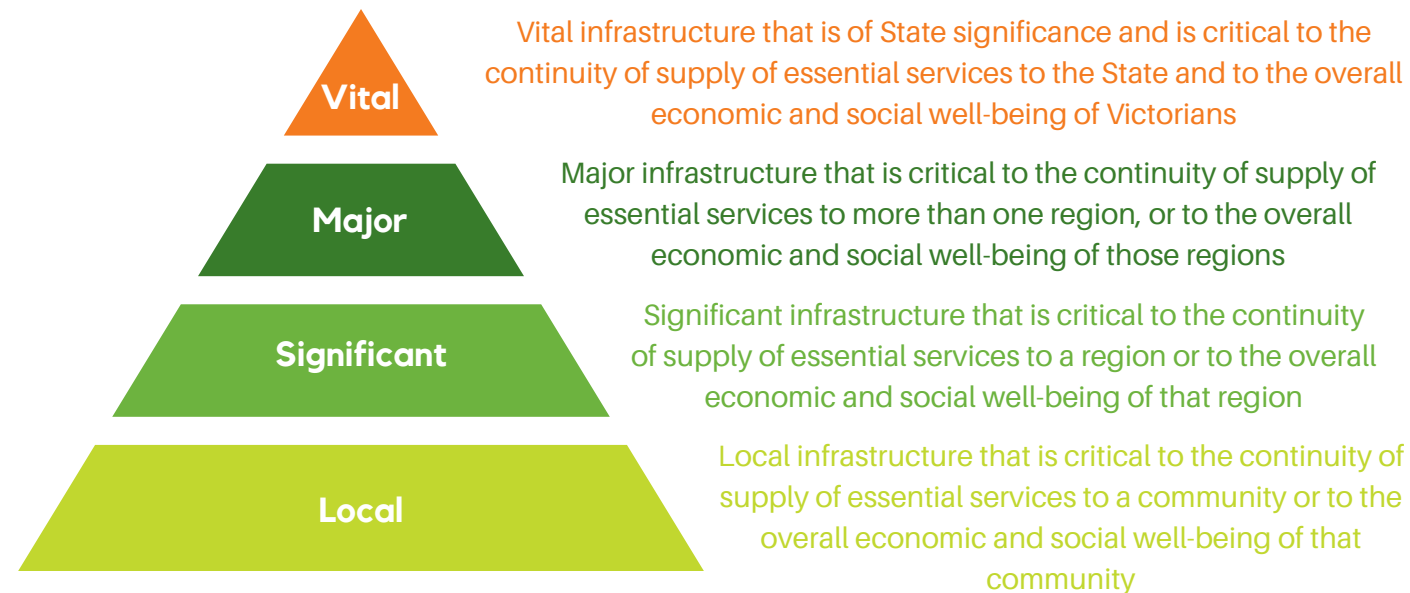 Vital
Vital infrastructure that is of State significance and is critical to the
continuity of supply of essential services to the State and to the overall
economic and social well-being of Victorians
Major
Major infrastructure that is critical to the continuity of supply of
essential services to more than one region, or to the overall
economic and social well-being of those regions
Significant
Significant infrastructure that is critical to the continuity
of supply of essential services to a region or to the overall
economic and social well-being of that region
Local
Local infrastructure that is critical to the continuity of
supply of essential services to a community or to the
overall economic and social well-being of that
community